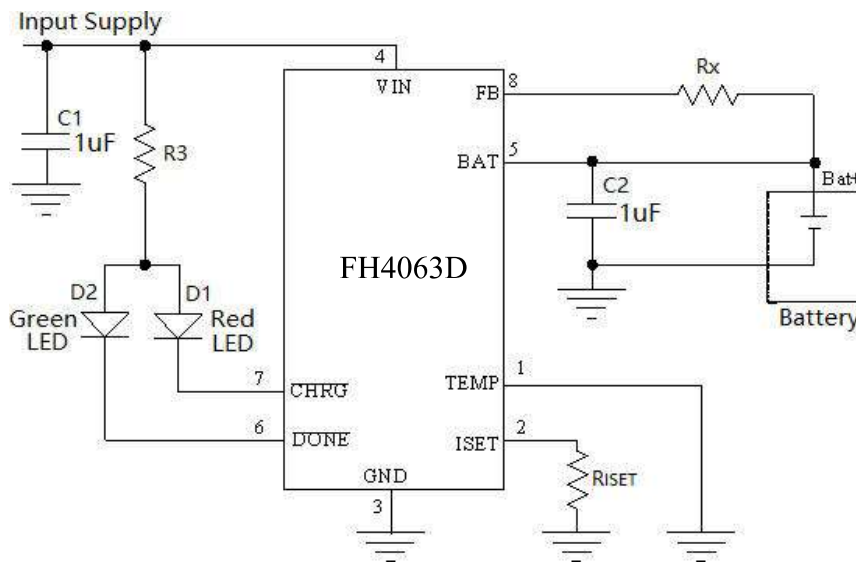 Input Supply
4
VIN
8
FB
Rx
C1
1uF
R3
5
BAT
C2
1uF
Batt
FH4063D
D2
D1
Green
LED
Red
LED
Battery
7
CHRG
TEMP
1
6
DONE
ISET
2
GND
3
RISET